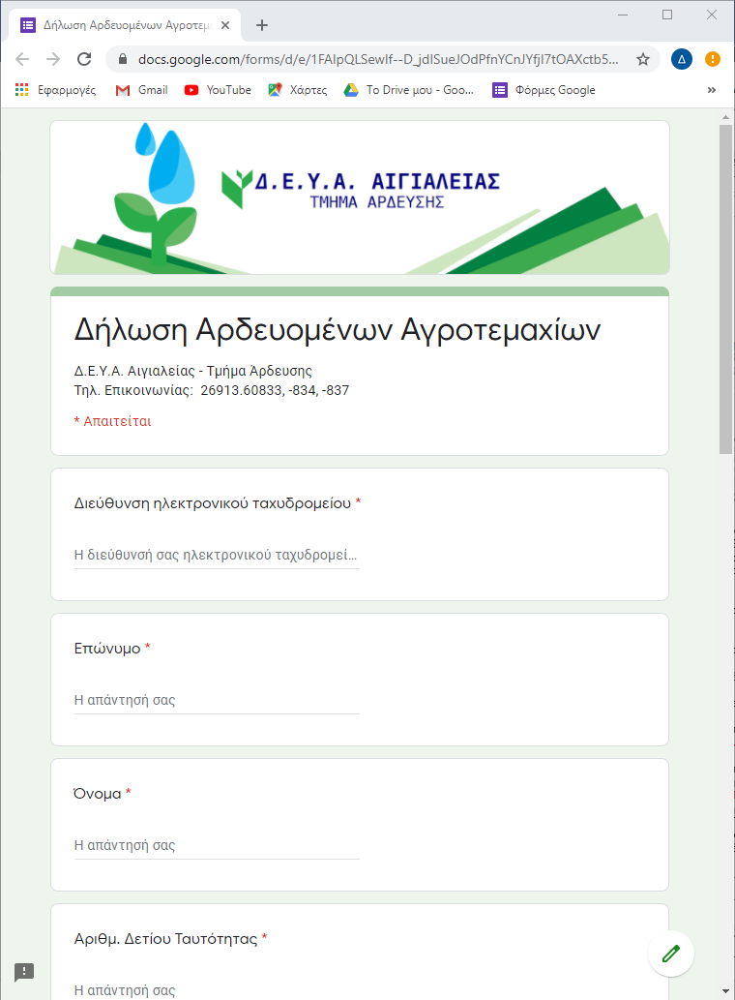 Δήλωση Αρδευομένων Αγροτεμ
docs.google.com/forms/d/e/1FAIpQLSewIf--D_jdISueJOdPfnYCnJYfjI7tOAXctb5...
Δ
Εφαρμογές Gmail YouTube Χάρτες Το Drive μου - Goo... Φόρμες Google »
Δ.Ε.Υ.Α. ΑΙΓΙΑΛΕΙΑΣ
ΤΜΗΜΑ ΑΡΔΕΥΣΗΣ
Δήλωση Αρδευομένων Αγροτεμαχίων
Δ.Ε.Υ.Α. Αιγιαλείας - Τμήμα Άρδευσης
Τηλ. Επικοινωνίας: 26913.60833, -834, -837
* Απαιτείται
Διεύθυνση ηλεκτρονικού ταχυδρομείου *
Η διεύθυνσή σας ηλεκτρονικού ταχυδρομεί...
Επώνυμο *
Η απάντησή σας
Όνομα *
Η απάντησή σας
Αριθμ. Δετίου Ταυτότητας *
Η απάντησή σας